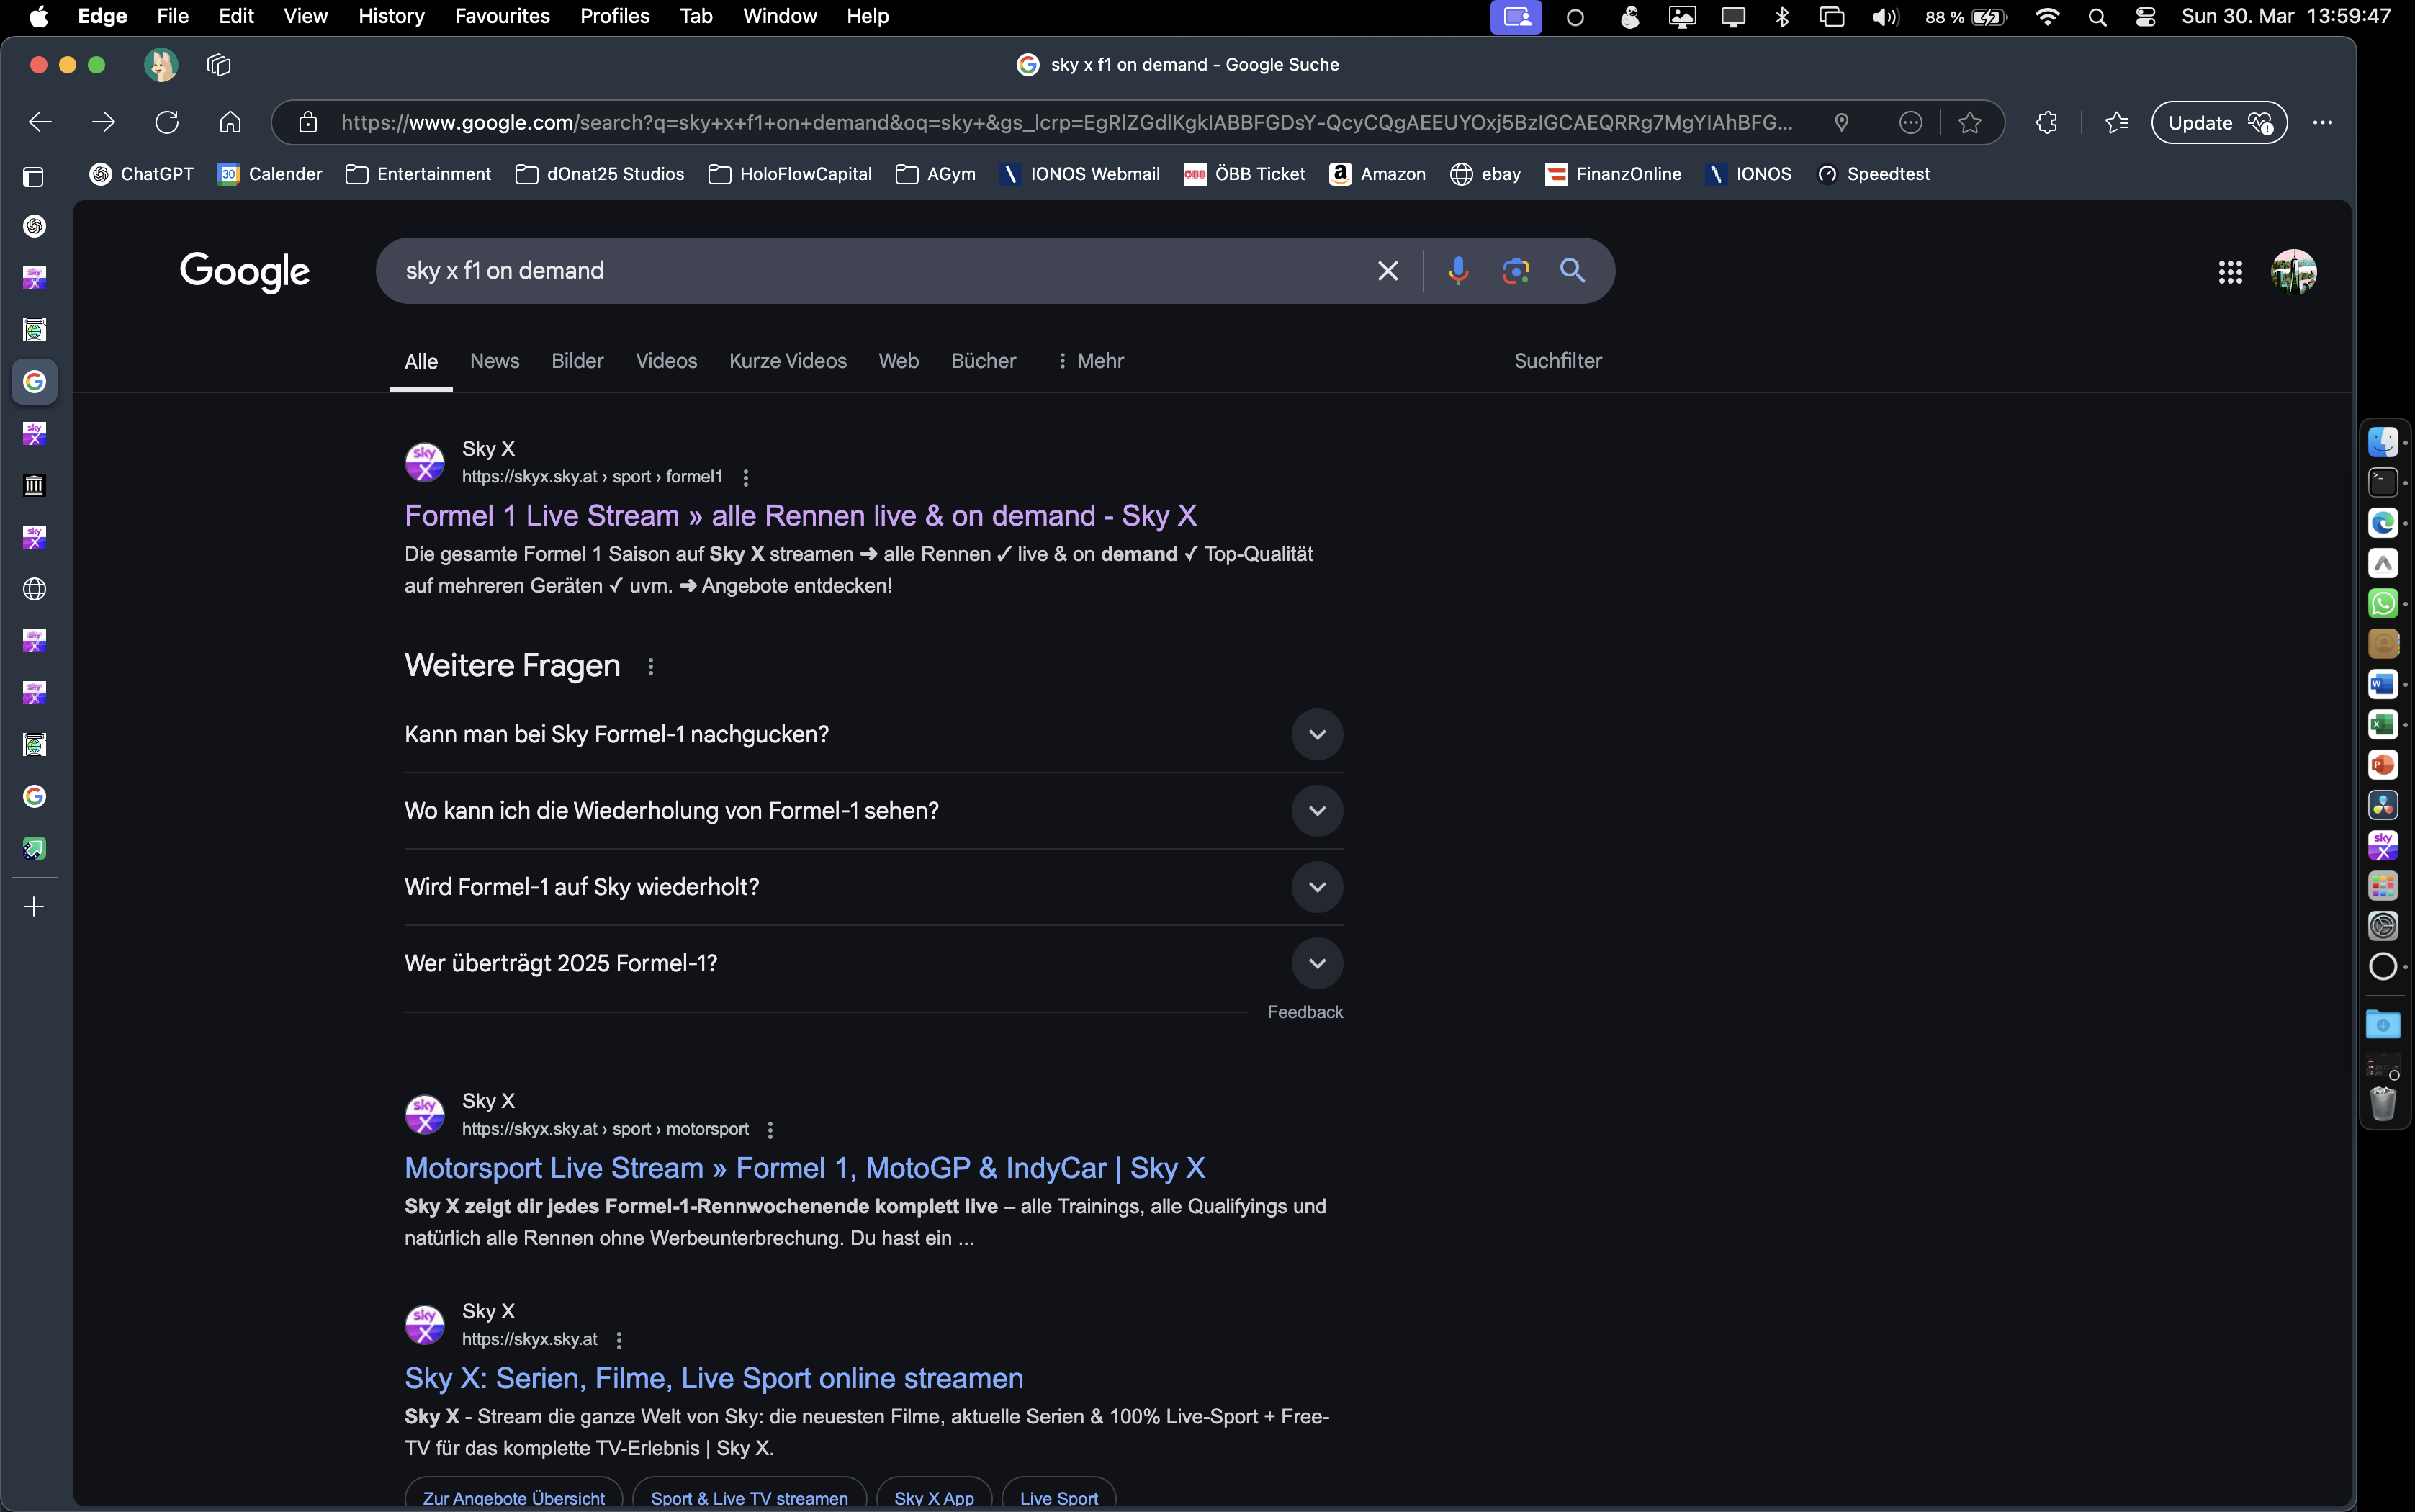 Edge File Edit View History Favourites Profiles Tab Window Help 88 % Sun 30. Mar 13:59:47
sky x f1 on demand - Google Suche
https://www.google.com/search?q=sky+x+f1+on+demand&oq=sky+&gs_lcrp=EgRlZGdlKgkIABBFGDsY-QcyCQgAEEUYOxj5BzIGCAEQRRg7MgYIAhBFG... Update
ChatGPT 30 Calender Entertainment dOnat25 Studios HoloFlowCapital AGym IONOS Webmail ÖBB ÖBB Ticket Amazon ebay FinanzOnline IONOS Speedtest
Google sky x f1 on demand
Alle News Bilder Videos Kurze Videos Web Bücher Mehr Suchfilter
sky X
Sky X
https://skyx.sky.at › sport › formel1
Formel 1 Live Stream » alle Rennen live & on demand - Sky X
Die gesamte Formel 1 Saison auf Sky X streamen ➜ alle Rennen ✓ live & on demand ✓ Top-Qualität
auf mehreren Geräten ✓ uvm. ➜ Angebote entdecken!
Weitere Fragen
Kann man bei Sky Formel-1 nachgucken?
Wo kann ich die Wiederholung von Formel-1 sehen?
Wird Formel-1 auf Sky wiederholt?
Wer überträgt 2025 Formel-1?
Feedback
sky X
Sky X
https://skyx.sky.at › sport › motorsport
Motorsport Live Stream » Formel 1, MotoGP & IndyCar | Sky X
Sky X zeigt dir jedes Formel-1-Rennwochenende komplett live – alle Trainings, alle Qualifyings und
natürlich alle Rennen ohne Werbeunterbrechung. Du hast ein ...
sky X
Sky X
https://skyx.sky.at
Sky X: Serien, Filme, Live Sport online streamen
Sky X - Stream die ganze Welt von Sky: die neuesten Filme, aktuelle Serien & 100% Live-Sport + Free-
TV für das komplette TV-Erlebnis | Sky X.
Zur Angebote Übersicht Sport & Live TV streamen Sky X App Live Sport